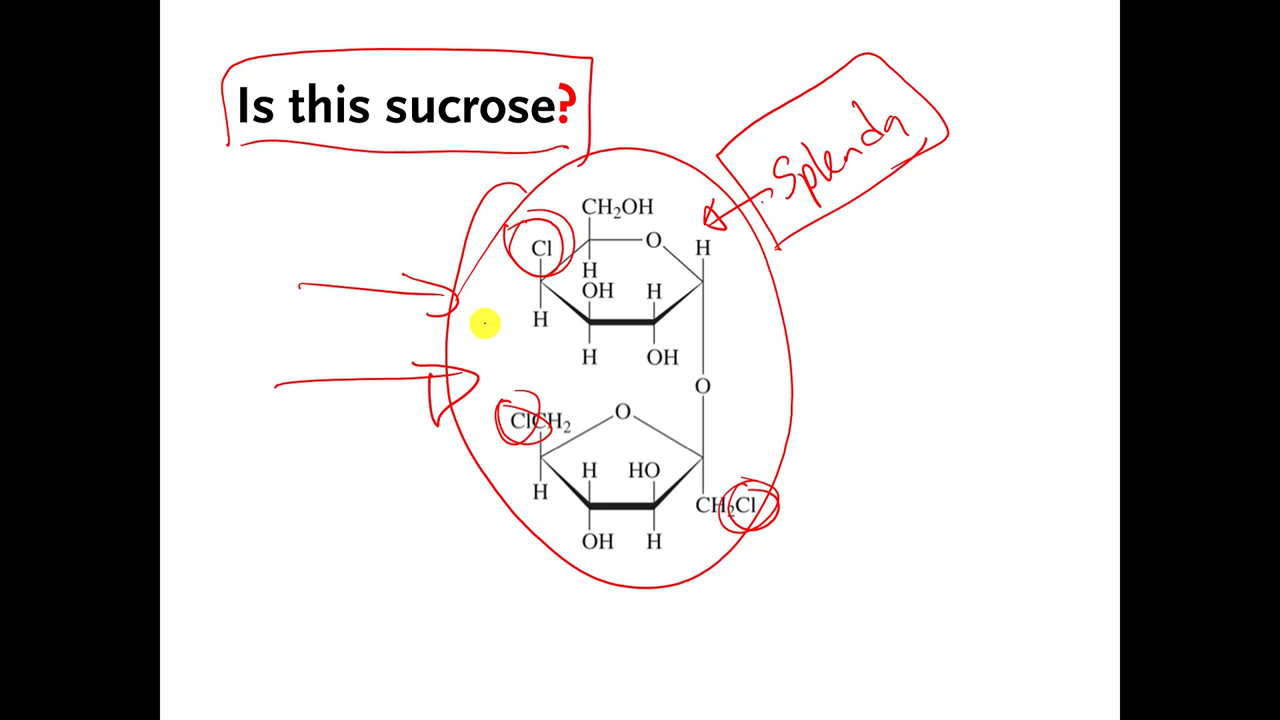 Is this sucrose?
Splenda
CH₂OH
Cl
O
H
H
OH
H
H
H
OH
O
ClCH₂
O
H
HO
H
CH₂Cl
OH
H